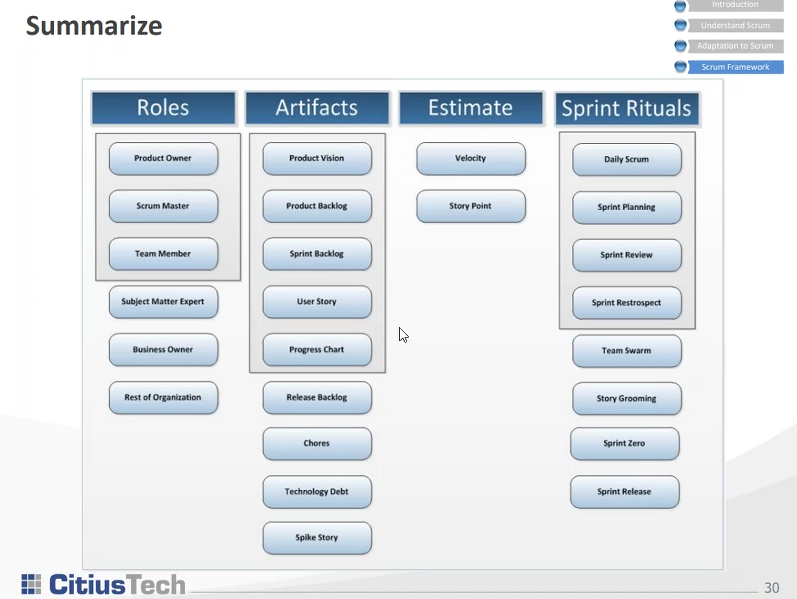 Summarize
Introduction
Understand Scrum
Adaptation to Scrum
Scrum Framework
Roles
Product Owner
Scrum Master
Team Member
Subject Matter Expert
Business Owner
Rest of Organization
Artifacts
Product Vision
Product Backlog
Sprint Backlog
User Story
Progress Chart
Release Backlog
Chores
Technology Debt
Spike Story
Estimate
Velocity
Story Point
Sprint Rituals
Daily Scrum
Sprint Planning
Sprint Review
Sprint Restrospect
Team Swarm
Story Grooming
Sprint Zero
Sprint Release
CitiusTech
30